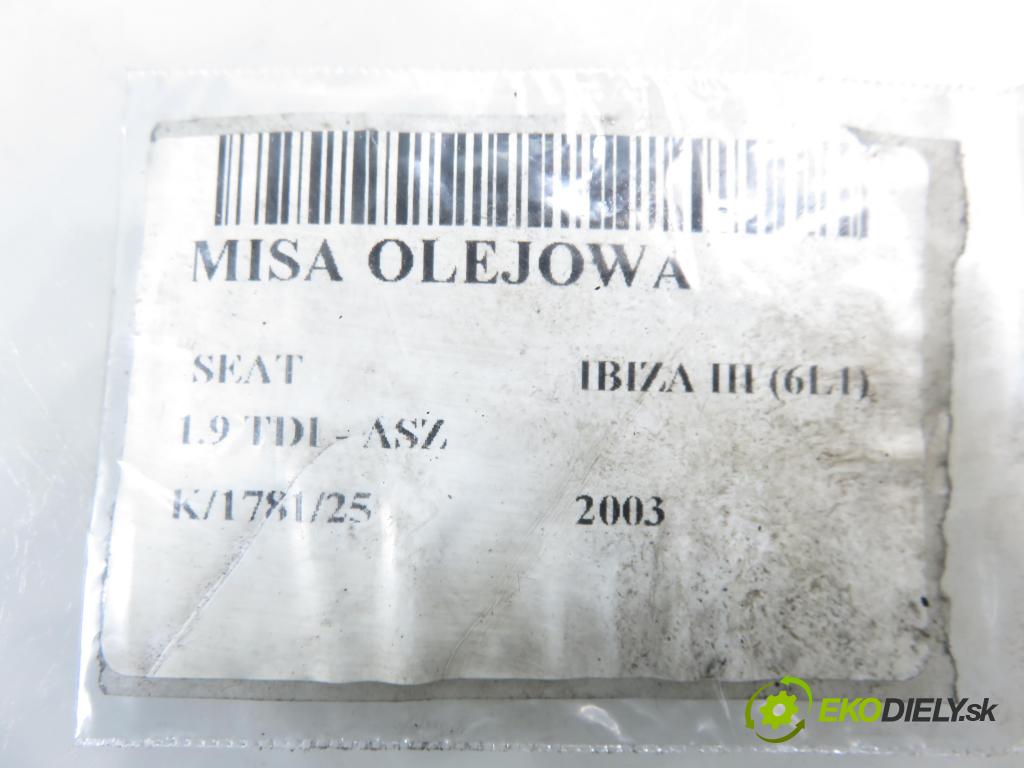 MISA OLEJOWA
SEAT IBIZA III (6L1)
1.9 TDI - ASZ
K/1781/25 2003
EKODIELY.sk